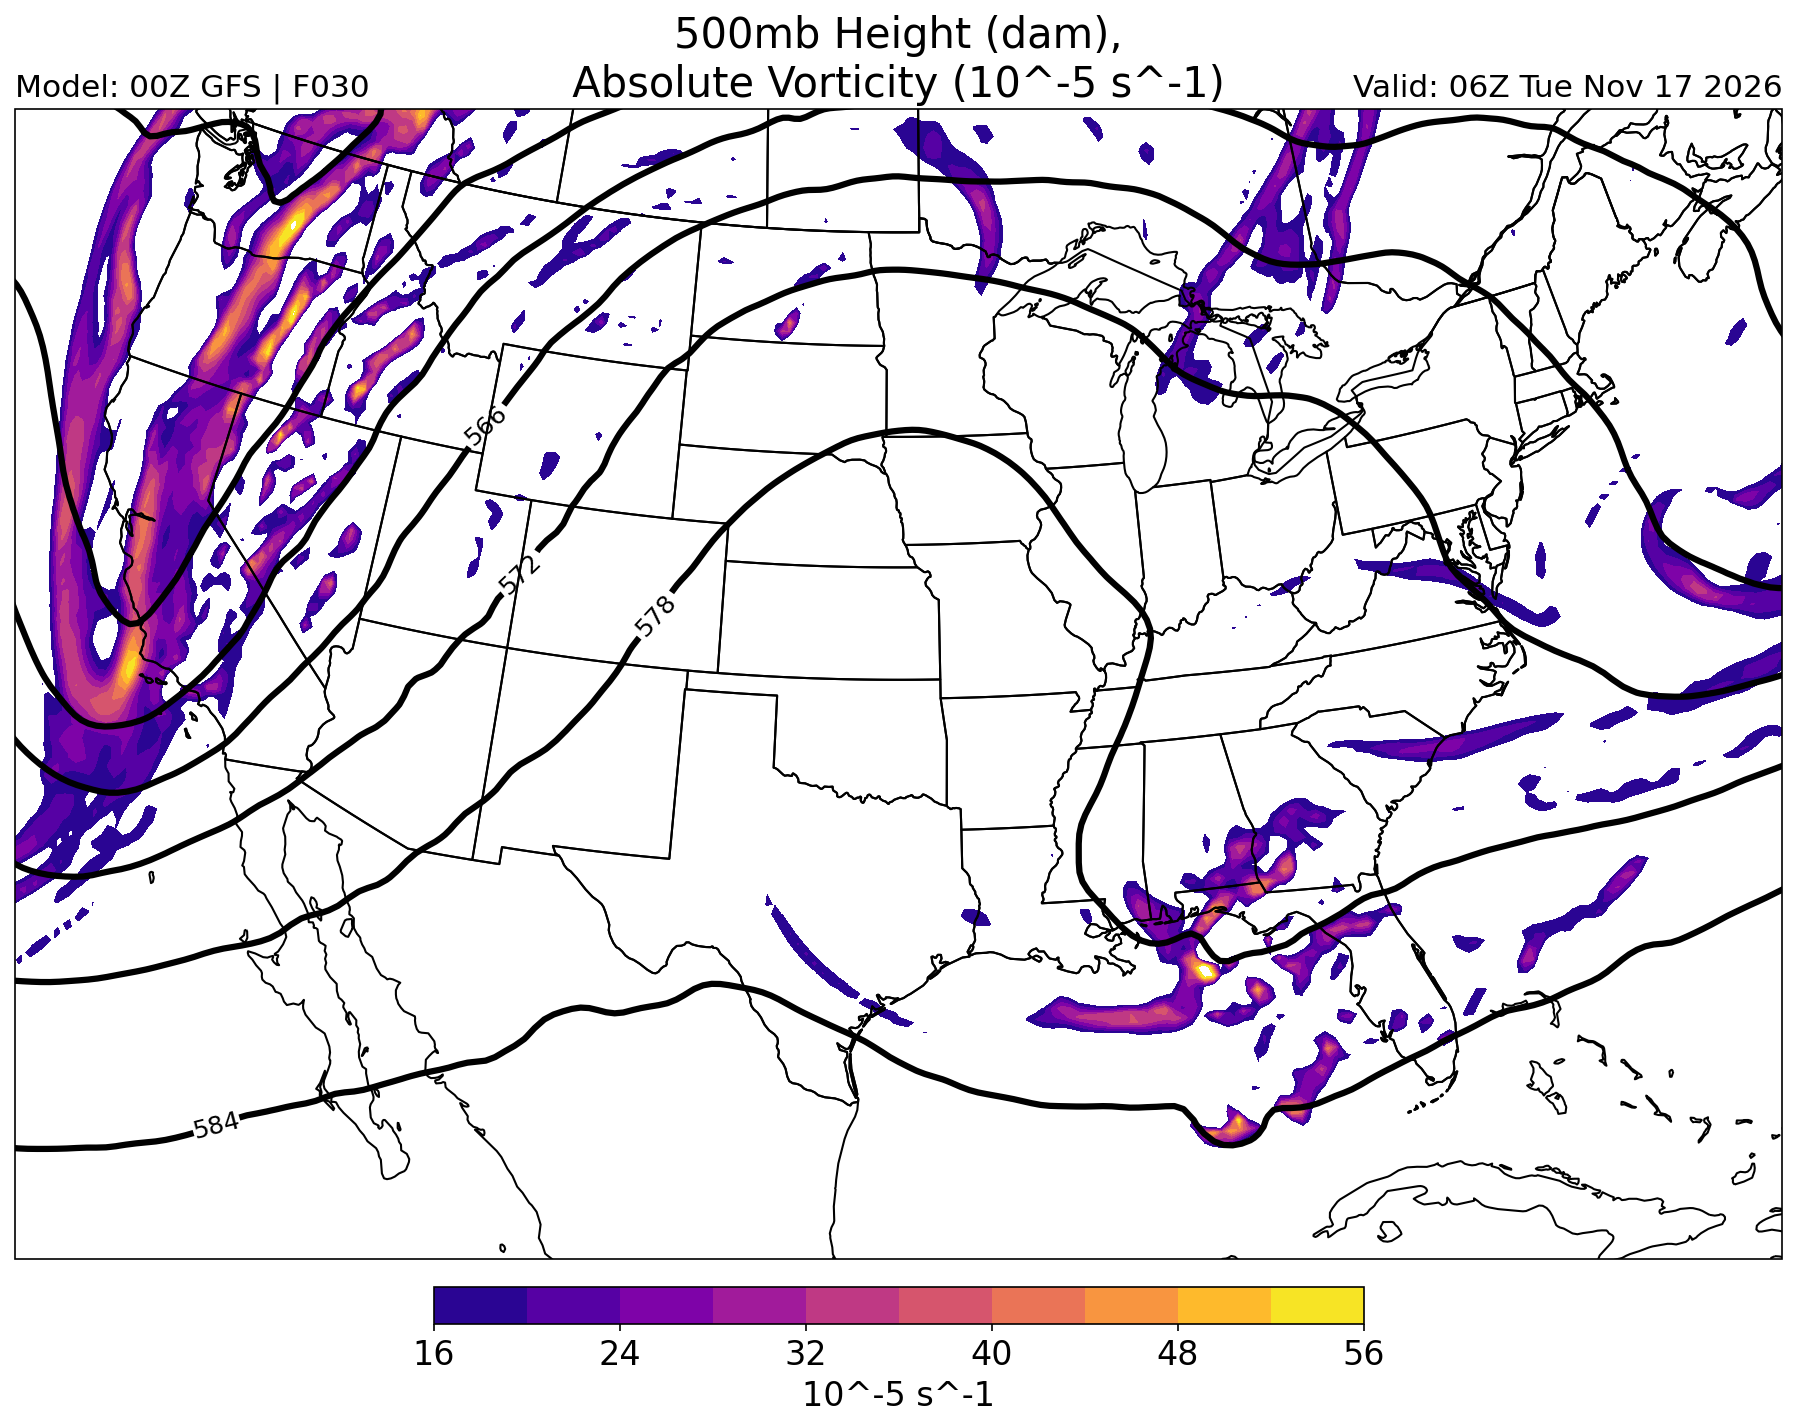 500mb Height (dam),
Absolute Vorticity (10^-5 s^-1)
Model: 00Z GFS | F030
Valid: 06Z Tue Nov 17 2026
566
572
578
584
16 24 32 40 48 56
10^-5 s^-1